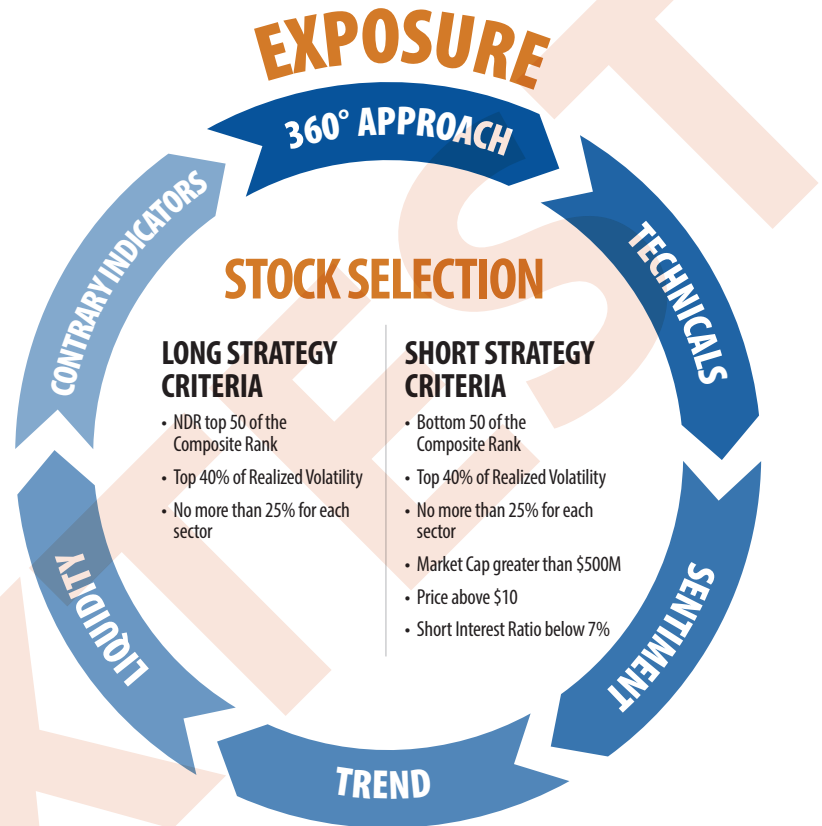 EXPOSURE
360° APPROACH
TECHNICALS
SENTIMENT
TREND
LIQUIDITY
CONTRARY INDICATORS
STOCK SELECTION
LONG STRATEGY
CRITERIA
• NDR top 50 of the
Composite Rank
• Top 40% of Realized Volatility
• No more than 25% for each
sector
SHORT STRATEGY
CRITERIA
• Bottom 50 of the
Composite Rank
• Top 40% of Realized Volatility
• No more than 25% for each
sector
• Market Cap greater than $500M
• Price above $10
• Short Interest Ratio below 7%